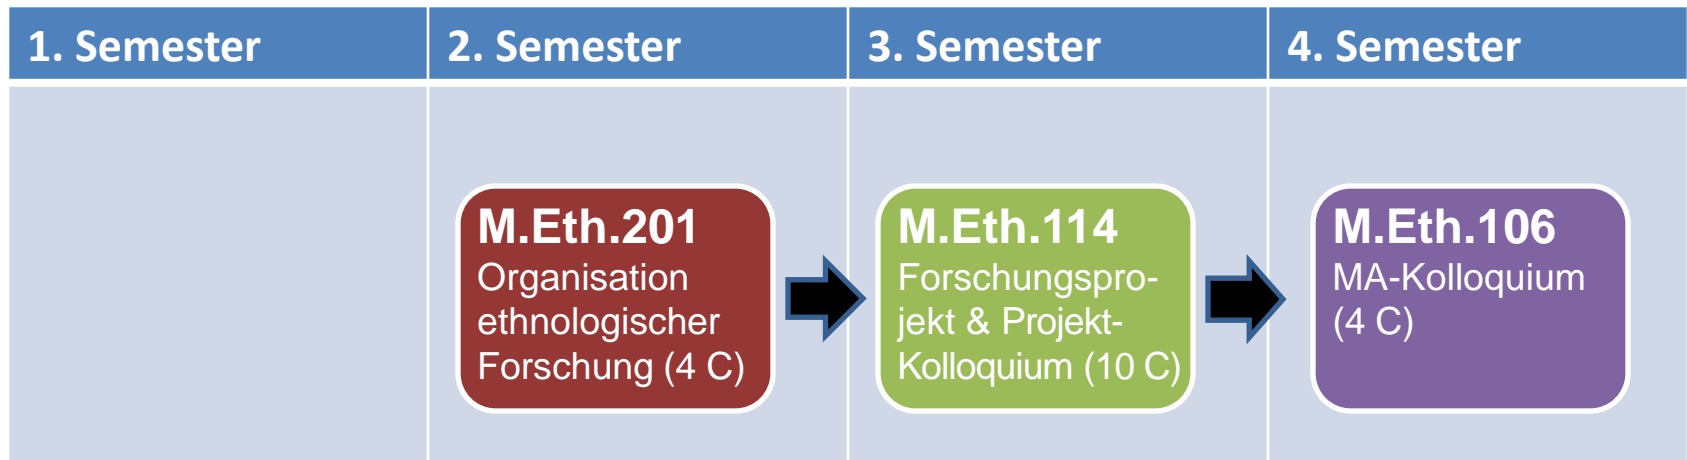 1. Semester
2. Semester
3. Semester
4. Semester
M.Eth.201
Organisation
ethnologischer
Forschung (4 C)
M.Eth.114
Forschungspro-
jekt & Projekt-
Kolloquium (10 C)
M.Eth.106
MA-Kolloquium
(4 C)